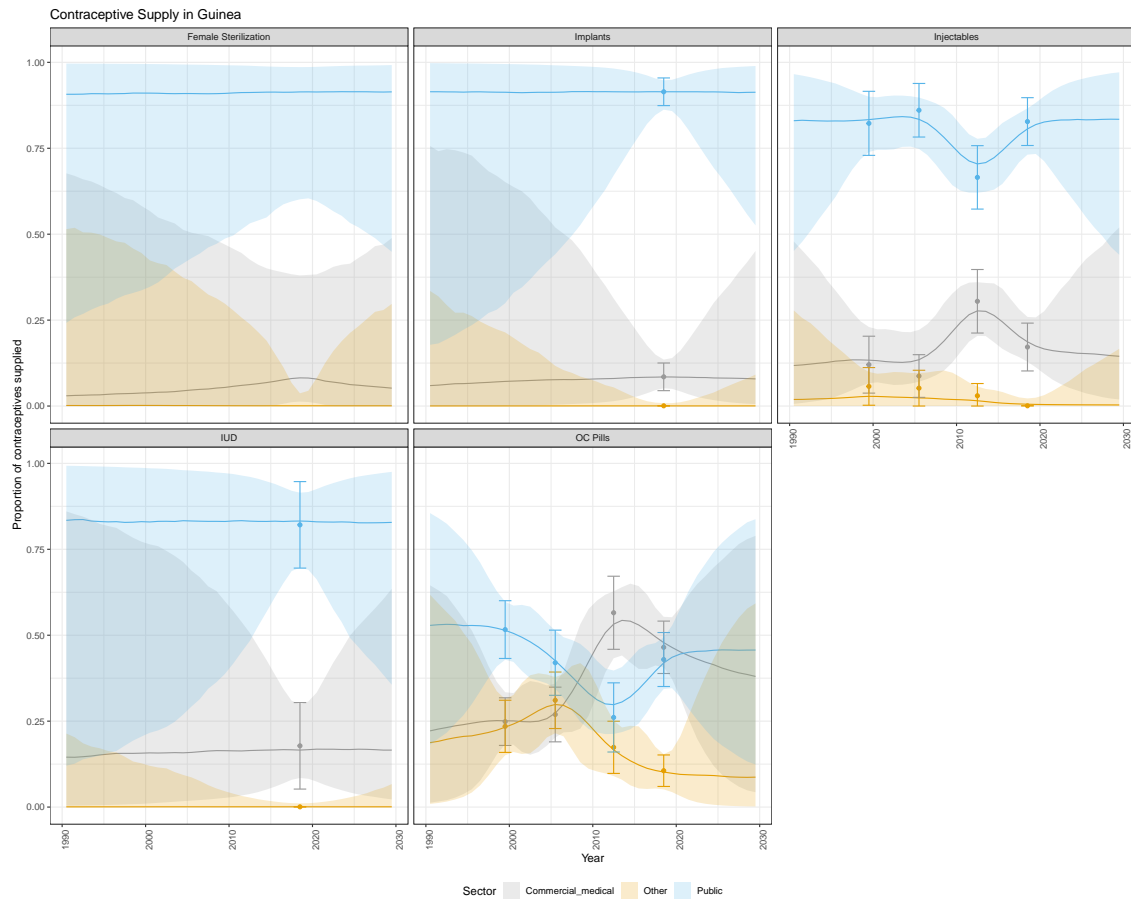 Contraceptive Supply in Guinea
Female Sterilization
Implants
Injectables
1.00
0.75
0.50
0.25
0.00
1990
2000
2010
2020
2030
IUD
OC Pills
1.00
0.75
0.50
0.25
0.00
1990
2000
2010
2020
2030
1990
2000
2010
2020
2030
Proportion of contraceptives supplied
Year
Sector Commercial_medical Other Public